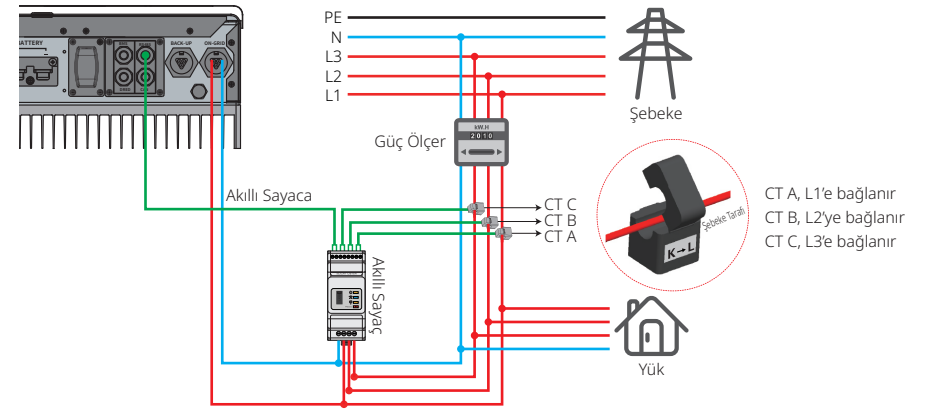 BATTERY
BACK-UP
ON-GRID
PE
N
L3
L2
L1
Şebeke
kW.H
2010
Güç Ölçer
Akıllı Sayaca
CT C
CT B
CT A
Şebeke Tarafı
K→L
CT A, L1'e bağlanır
CT B, L2'ye bağlanır
CT C, L3'e bağlanır
Akıllı Sayaç
Yük